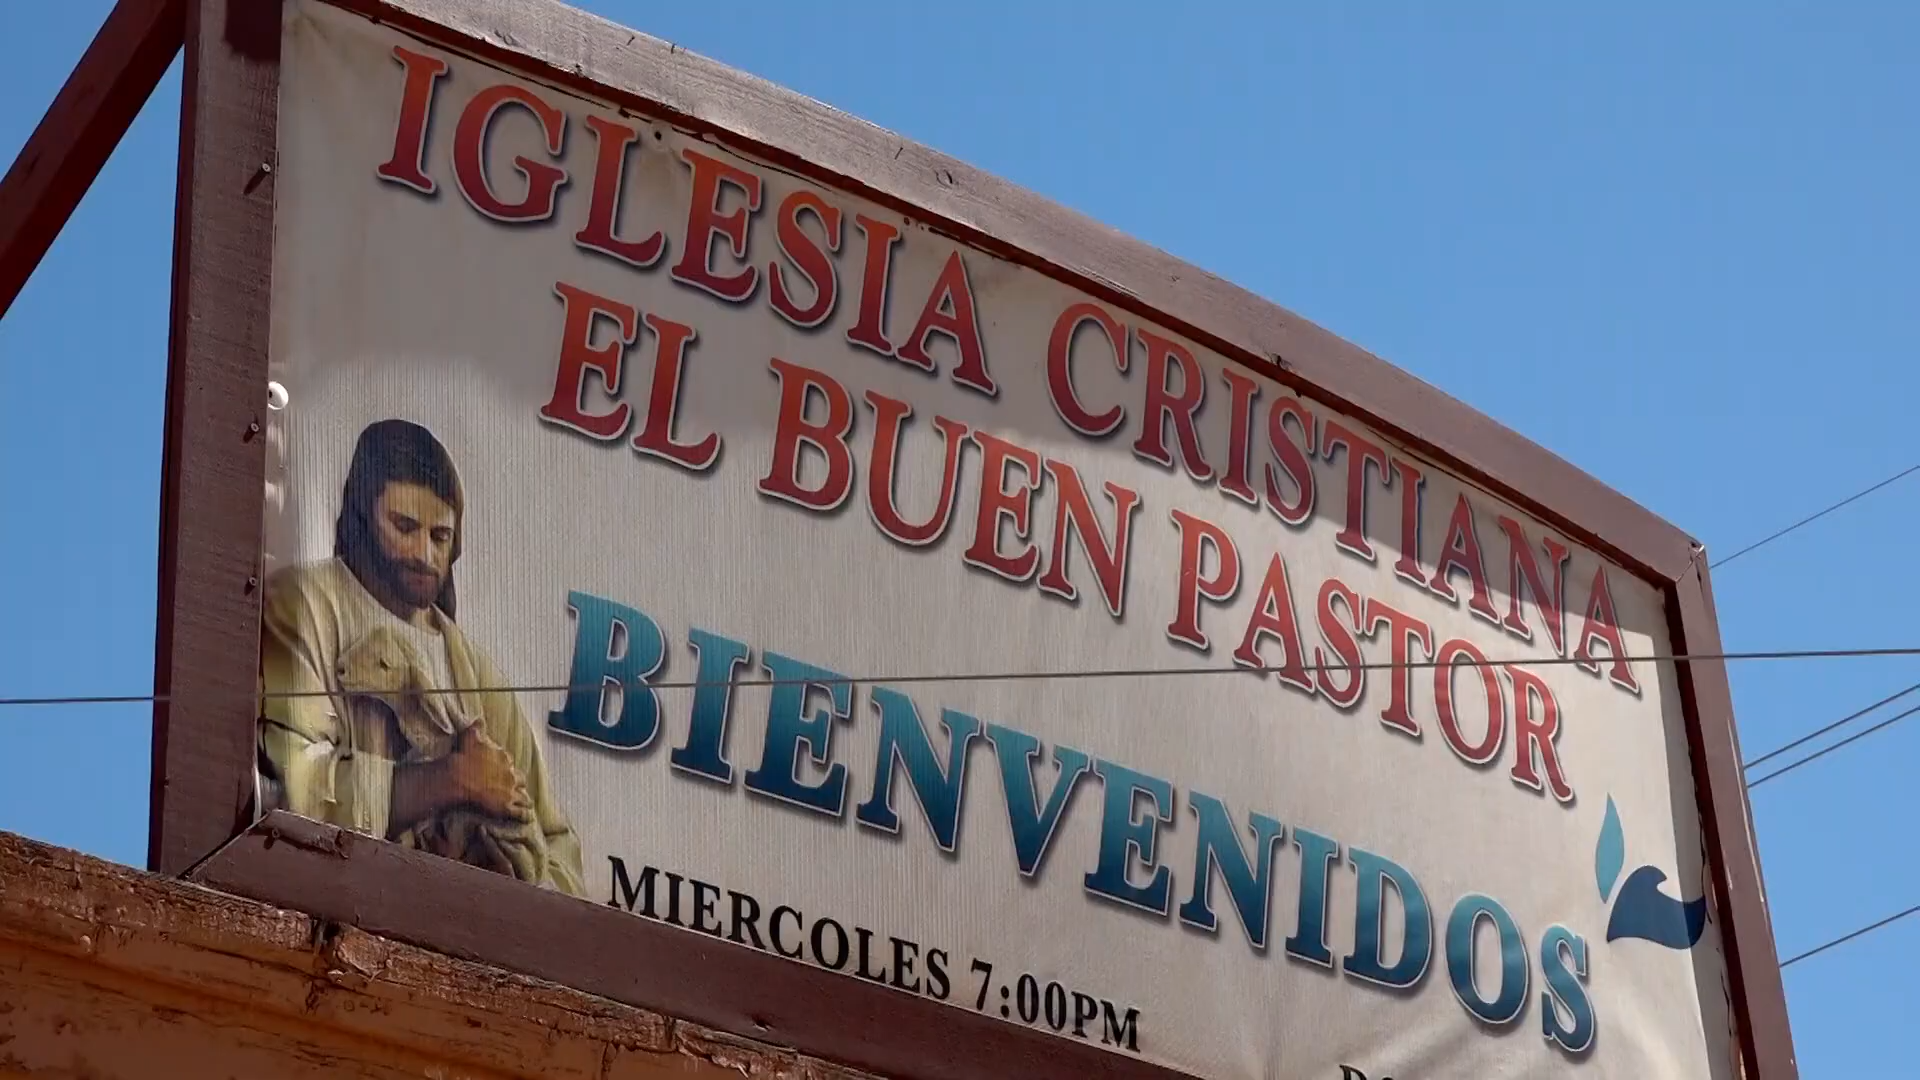 IGLESIA CRISTIANA
EL BUEN PASTOR
BIENVENIDOS
MIERCOLES 7:00PM